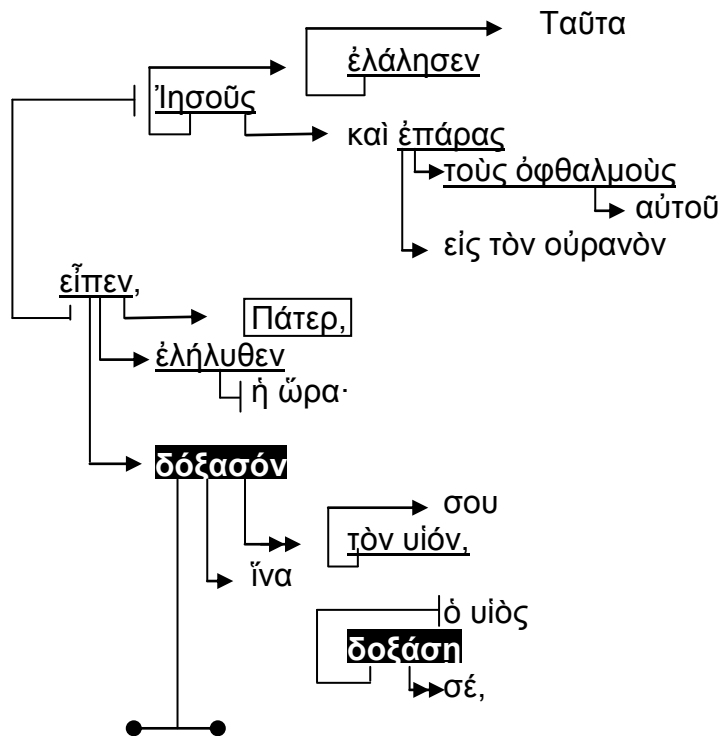 Ταῦτα
ἐλάλησεν
Ἰησοῦς
καὶ ἐπάρας
τοὺς ὀφθαλμοὺς
αὐτοῦ
εἰς τὸν οὐρανὸν
εἶπεν,
Πάτερ,
ἐλήλυθεν
ἡ ὥρα·
δόξασόν
σου
τὸν υἱόν,
ἵνα
ὁ υἱὸς
δοξάσῃ
σέ,